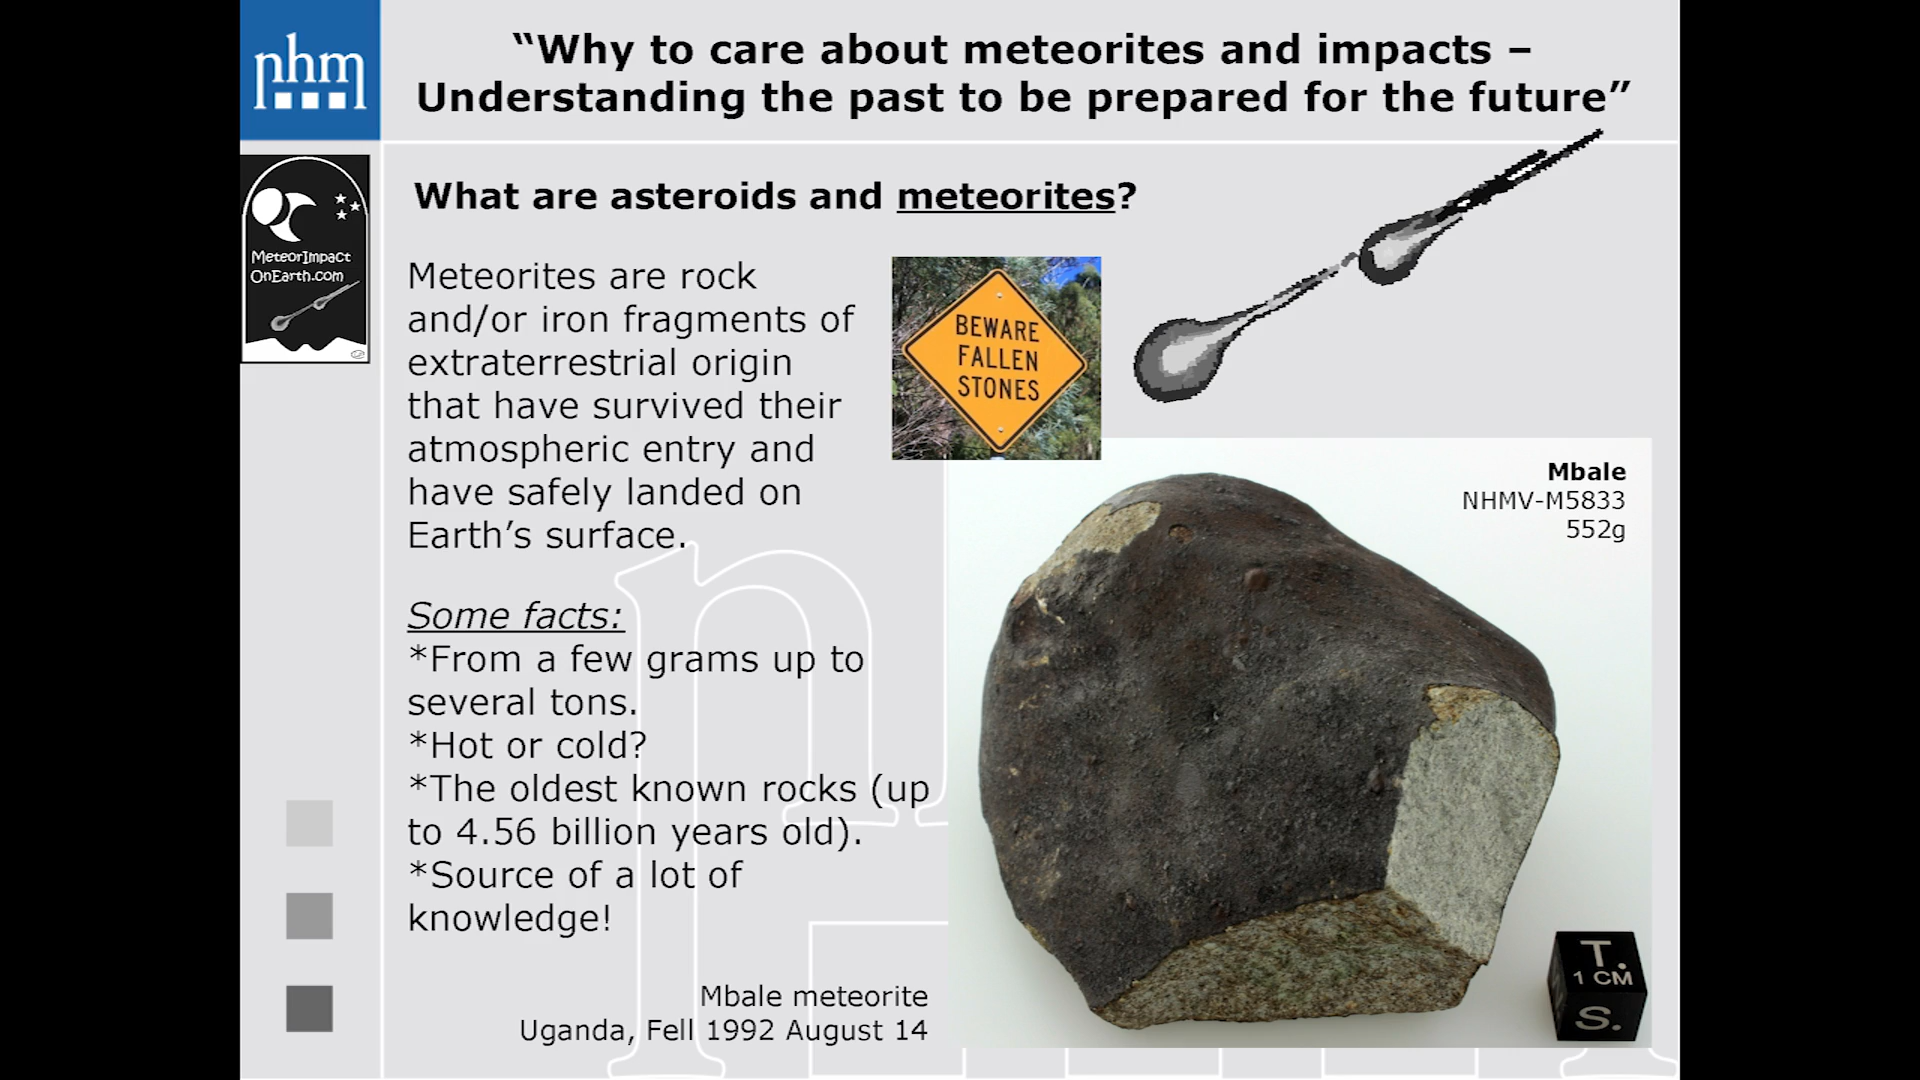 nhm
“Why to care about meteorites and impacts –
Understanding the past to be prepared for the future”
MeteorImpact
OnEarth.com
What are asteroids and meteorites?
Meteorites are rock
and/or iron fragments of
extraterrestrial origin
that have survived their
atmospheric entry and
have safely landed on
Earth’s surface.
BEWARE
FALLEN
STONES
Some facts:
*From a few grams up to
several tons.
*Hot or cold?
*The oldest known rocks (up
to 4.56 billion years old).
*Source of a lot of
knowledge!
Mbale meteorite
Uganda, Fell 1992 August 14
Mbale
NHMV-M5833
552g
T.
1 CM
S.